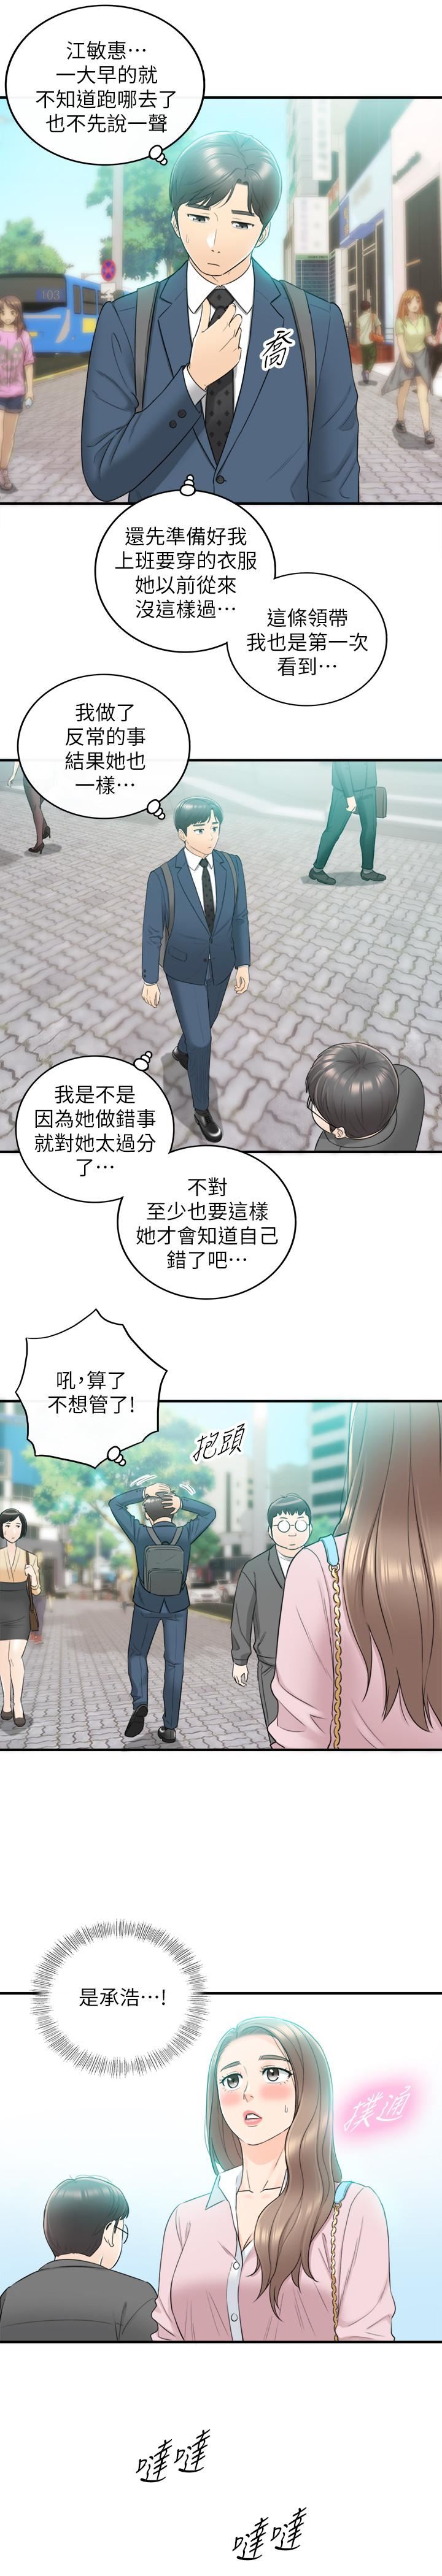 江敏惠…
一大早的就
不知道跑哪去了
也不先說一聲
103
喬
還先準備好我
上班要穿的衣服
她以前從來
沒這樣過…
這條領帶
我也是第一次
看到…
我做了
反常的事
結果她也
一樣…
我是不是
因為她做錯事
就對她太過分
了…
不對
至少也要這樣
她才會知道自己
錯了吧…
吼，算了
不想管了！
抱頭
是承浩…！
撲通
噠噠
噠噠